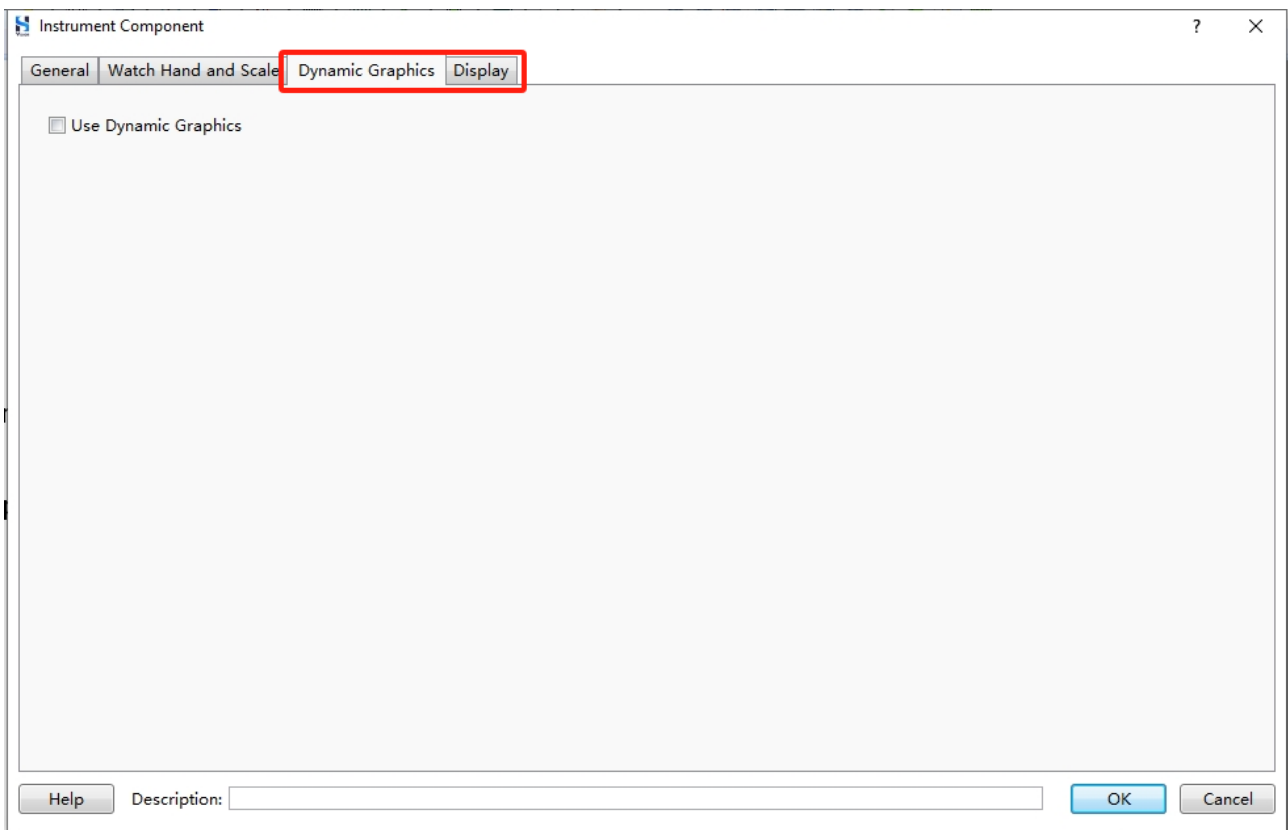 Instrument Component
General Watch Hand and Scale Dynamic Graphics Display
Use Dynamic Graphics
Help Description: OK Cancel